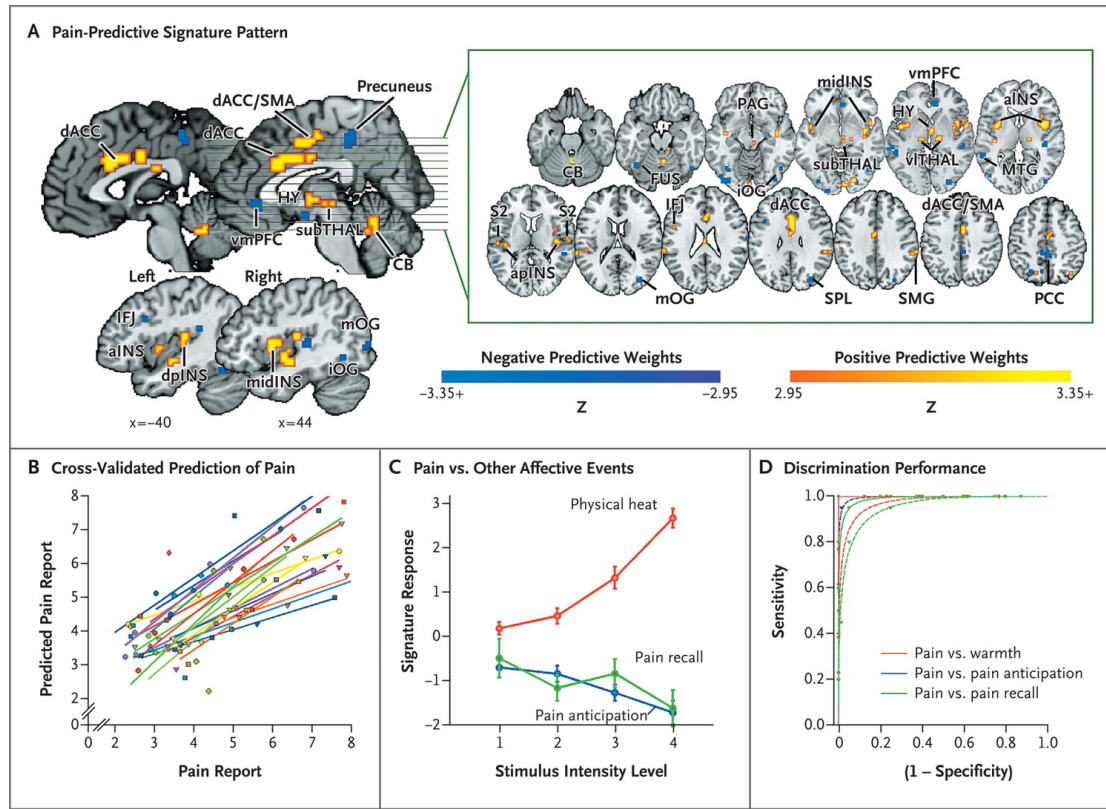 A Pain-Predictive Signature Pattern
dACC/SMA
Precuneus
dACC
dACC
HY
vmPFC
subTHAL
CB
Left
Right
IFJ
aINS
dpINS
midINS
mOG
iOG
x=−40
x=44
PAG
midINS
vmPFC
aINS
HY
CB
FUS
iOG
subTHAL
vlTHAL
MTG
S2
S2
IFJ
dACC
dACC/SMA
apINS
mOG
SPL
SMG
PCC
Negative Predictive Weights
−3.35+
−2.95
Z
Positive Predictive Weights
2.95
3.35+
Z
B Cross-Validated Prediction of Pain
Predicted Pain Report
8
7
6
5
4
3
2
0
0 2 3 4 5 6 7 8
Pain Report
C Pain vs. Other Affective Events
Signature Response
3
2
1
0
−1
−2
Physical heat
Pain recall
Pain anticipation
1 2 3 4
Stimulus Intensity Level
D Discrimination Performance
Sensitivity
1.0
0.8
0.6
0.4
0.2
0.0
Pain vs. warmth
Pain vs. pain anticipation
Pain vs. pain recall
0 0.2 0.4 0.6 0.8 1.0
(1 – Specificity)